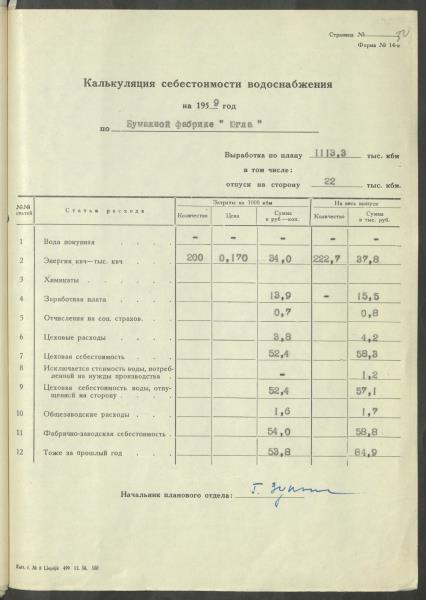 Страница №
Форма № 14-а
Калькуляция себестоимости водоснабжения
на 1959 год
по Бумажной фабрике " Югла "
Выработка по плану 1113,3 тыс. кбм
в том числе:
отпуск на сторону 22 тыс. кбм.
№№ статей | Статьи расхода | Затраты на 1000 кбм | На весь выпуск
Количество | Цена | Сумма в руб—коп. | Количество | Сумма в тыс. руб.
1 Вода покупная . . . . - - - - -
2 Энергия квч—тыс. квч . . . 200 0,170 34,0 222,7 37,8
3 Химикаты . . . . . .
4 Заработная плата . . . . 13,9 - 15,5
5 Отчисления на соц. страхов. . . 0,7 0,8
6 Цеховые расходы . . . . 3,8 4,2
7 Цеховая себестоимость . . . 52,4 58,3
8 Исключается стоимость воды, потреб-
ленной на нужды производства . - 1,2
9 Цеховая себестоимость воды, отпу-
щенной на сторону . . . . 52,4 57,1
10 Общезаводские расходы . . . 1,6 1,7
11 Фабрично-заводская себестоимость . 54,0 58,8
12 Тоже за прошлый год . . . 53,8 84,9
Начальник планового отдела: